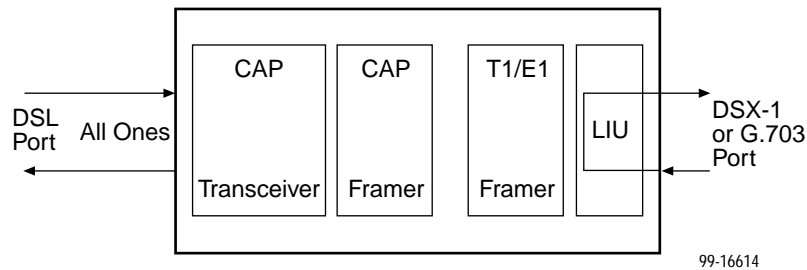 CAP
Transceiver
CAP
Framer
T1/E1
Framer
LIU
DSL
Port
All Ones
DSX-1
or G.703
Port
99-16614